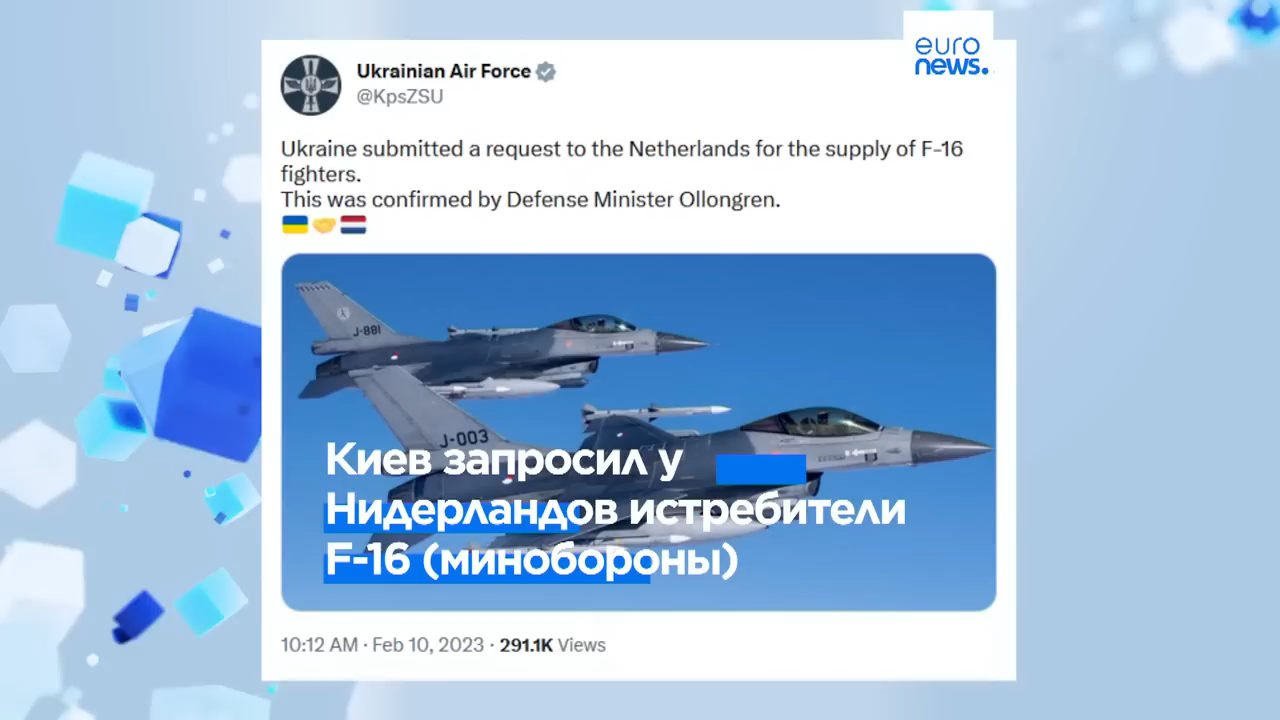 euro
news.
Ukrainian Air Force
@KpsZSU
Ukraine submitted a request to the Netherlands for the supply of F-16
fighters.
This was confirmed by Defense Minister Ollongren.
J-881
J-003
Киев запросил у
Нидерландов истребители
F-16 (минобороны)
10:12 AM · Feb 10, 2023 · 291.1K Views